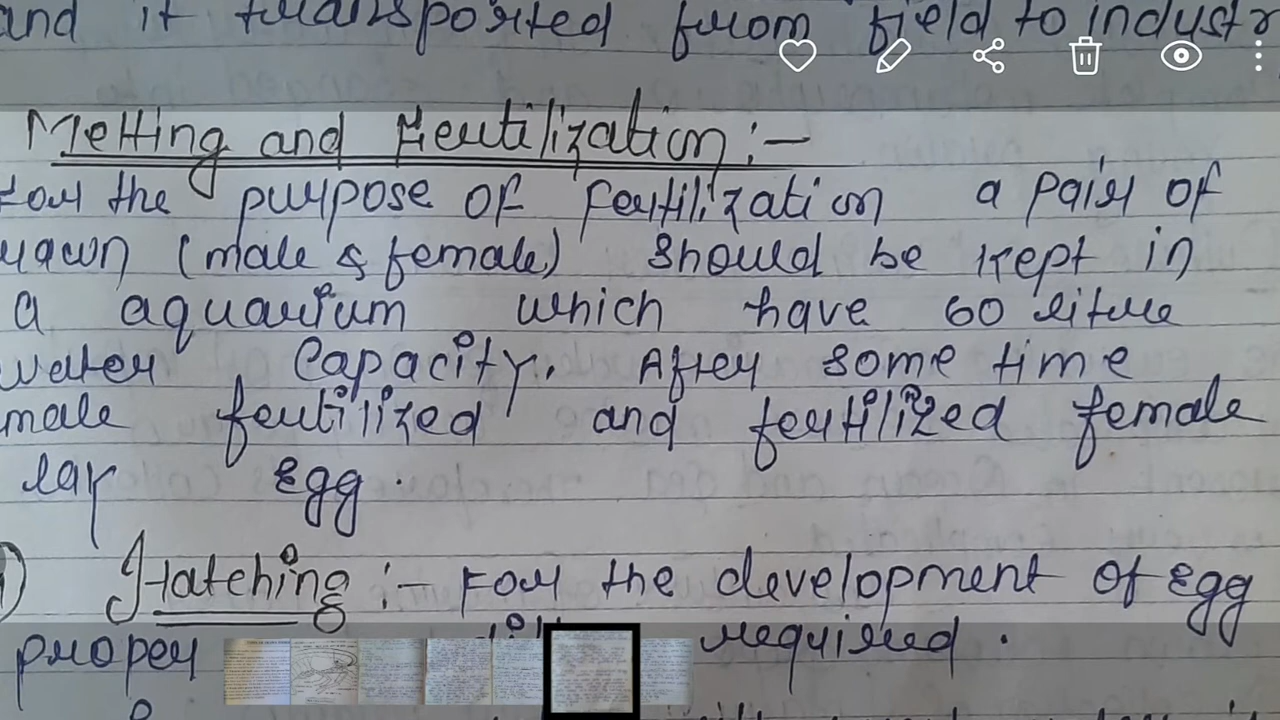 and it transported from field to industr
Metting and Fertilization :-
For the purpose of fertilization a pair of
rawn (male & female) should be kept in
a aquarium which have 60 litre
water capacity. After some time
male fertilized and fertilized female
lay Egg.
Hatching :- For the development of Egg
proper required.